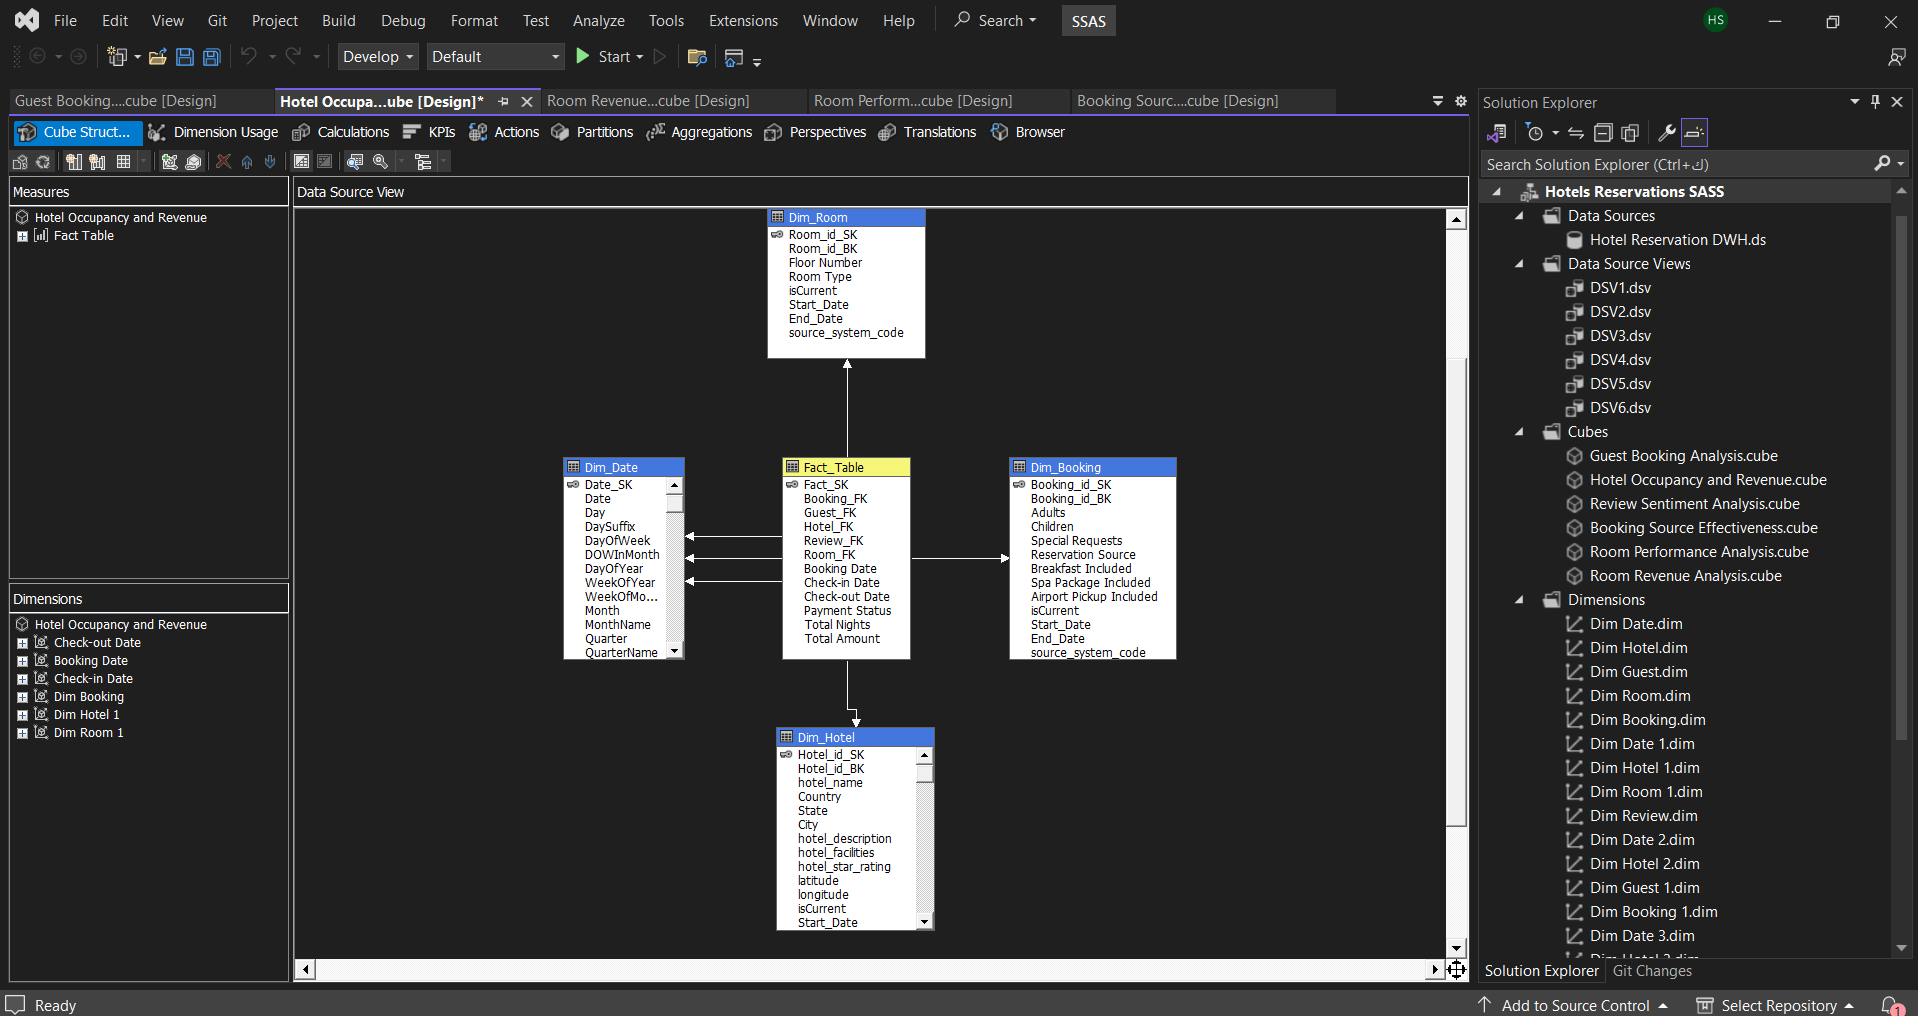 File Edit View Git Project Build Debug Format Test Analyze Tools Extensions Window Help Search SSAS HS
Develop Default Start
Guest Booking....cube [Design] Hotel Occupa...ube [Design]* Room Revenue...cube [Design] Room Perform...cube [Design] Booking Sourc....cube [Design]
Cube Struct... Dimension Usage Calculations KPIs Actions Partitions Aggregations Perspectives Translations Browser
Measures
Hotel Occupancy and Revenue
Fact Table
Dimensions
Hotel Occupancy and Revenue
Check-out Date
Booking Date
Check-in Date
Dim Booking
Dim Hotel 1
Dim Room 1
Data Source View
Dim_Room
Room_id_SK
Room_id_BK
Floor Number
Room Type
isCurrent
Start_Date
End_Date
source_system_code
Dim_Date
Date_SK
Date
Day
DaySuffix
DayOfWeek
DOWInMonth
DayOfYear
WeekOfYear
WeekOfMo...
Month
MonthName
Quarter
QuarterName
Fact_Table
Fact_SK
Booking_FK
Guest_FK
Hotel_FK
Review_FK
Room_FK
Booking Date
Check-in Date
Check-out Date
Payment Status
Total Nights
Total Amount
Dim_Booking
Booking_id_SK
Booking_id_BK
Adults
Children
Special Requests
Reservation Source
Breakfast Included
Spa Package Included
Airport Pickup Included
isCurrent
Start_Date
End_Date
source_system_code
Dim_Hotel
Hotel_id_SK
Hotel_id_BK
hotel_name
Country
State
City
hotel_description
hotel_facilities
hotel_star_rating
latitude
longitude
isCurrent
Start_Date
Solution Explorer
Search Solution Explorer (Ctrl+ك)
Hotels Reservations SASS
Data Sources
Hotel Reservation DWH.ds
Data Source Views
DSV1.dsv
DSV2.dsv
DSV3.dsv
DSV4.dsv
DSV5.dsv
DSV6.dsv
Cubes
Guest Booking Analysis.cube
Hotel Occupancy and Revenue.cube
Review Sentiment Analysis.cube
Booking Source Effectiveness.cube
Room Performance Analysis.cube
Room Revenue Analysis.cube
Dimensions
Dim Date.dim
Dim Hotel.dim
Dim Guest.dim
Dim Room.dim
Dim Booking.dim
Dim Date 1.dim
Dim Hotel 1.dim
Dim Room 1.dim
Dim Review.dim
Dim Date 2.dim
Dim Hotel 2.dim
Dim Guest 1.dim
Dim Booking 1.dim
Dim Date 3.dim
Solution Explorer Git Changes
Ready Add to Source Control Select Repository 1